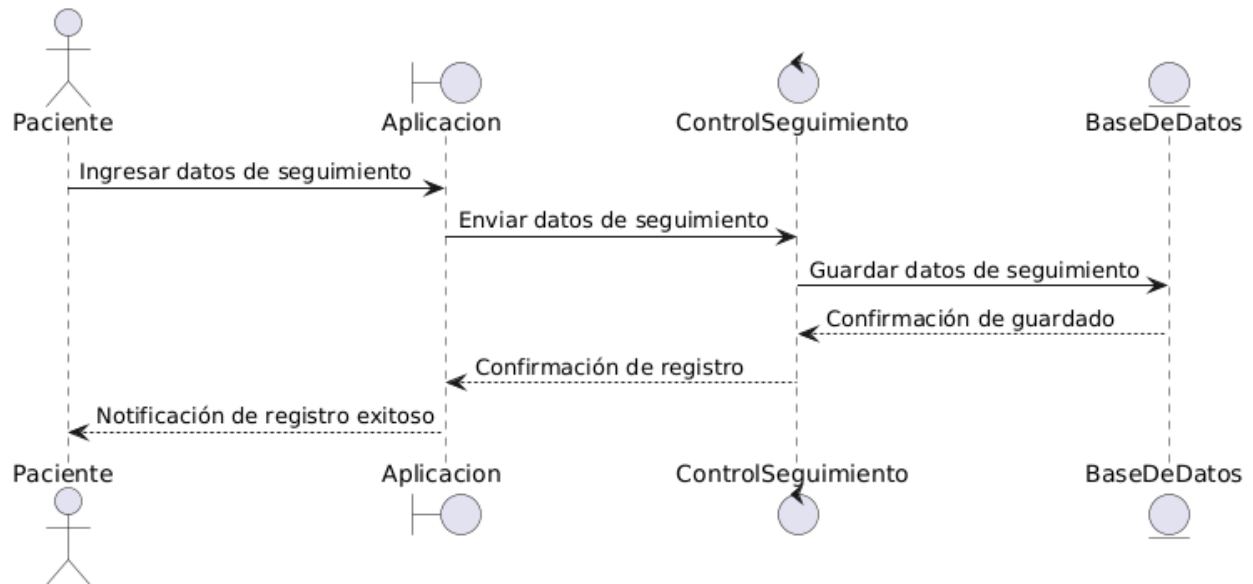 Paciente
Aplicacion
ControlSeguimiento
BaseDeDatos
Ingresar datos de seguimiento
Enviar datos de seguimiento
Guardar datos de seguimiento
Confirmación de guardado
Confirmación de registro
Notificación de registro exitoso
Paciente
Aplicacion
ControlSeguimiento
BaseDeDatos